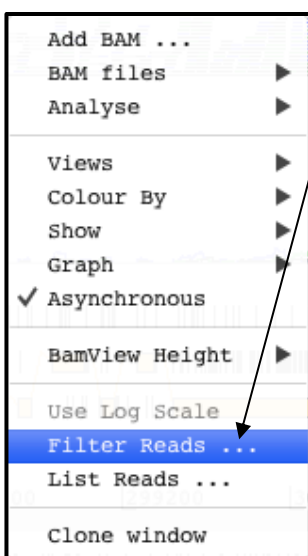 Add BAM ...
BAM files
Analyse
Views
Colour By
Show
Graph
✓ Asynchronous
BamView Height
Use Log Scale
Filter Reads ...
List Reads ...
299200
Clone window